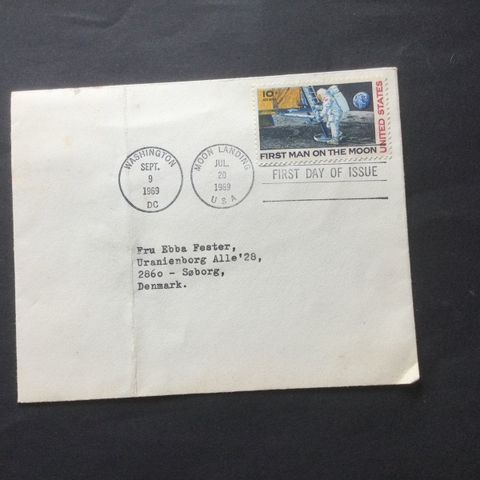 10¢
UNITED STATES
FIRST MAN ON THE MOON
WASHINGTON
SEPT.
9
1969
DC
MOON LANDING
JUL.
20
1969
USA
FIRST DAY OF ISSUE
Fru Ebba Fester,
Uranienborg Alle'28,
2860 - Søborg,
Denmark.